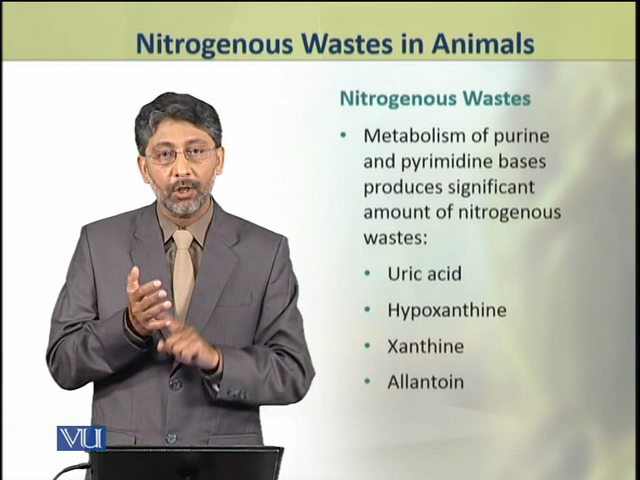 Nitrogenous Wastes in Animals
Nitrogenous Wastes
• Metabolism of purine
and pyrimidine bases
produces significant
amount of nitrogenous
wastes:
• Uric acid
• Hypoxanthine
• Xanthine
• Allantoin
VU